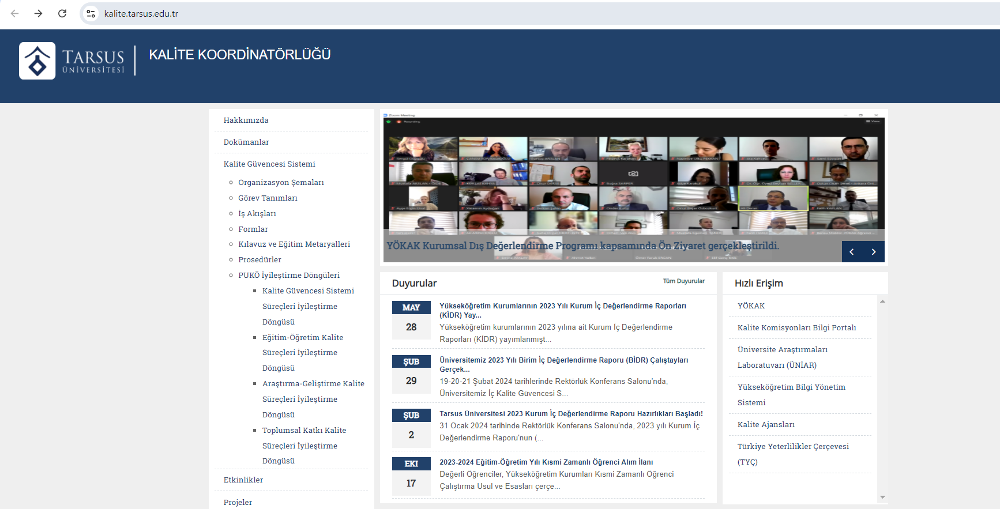 kalite.tarsus.edu.tr
TARSUS
ÜNİVERSİTESİ
KALİTE KOORDİNATÖRLÜĞÜ
Hakkımızda
Dokümanlar
Kalite Güvencesi Sistemi
Organizasyon Şemaları
Görev Tanımları
İş Akışları
Formlar
Kılavuz ve Eğitim Metaryalleri
Prosedürler
PUKÖ İyileştirme Döngüleri
Kalite Güvencesi Sistemi
Süreçleri İyileştirme
Döngüsü
Eğitim-Öğretim Kalite
Süreçleri İyileştirme
Döngüsü
Araştırma-Geliştirme Kalite
Süreçleri İyileştirme
Döngüsü
Toplumsal Katkı Kalite
Süreçleri İyileştirme
Döngüsü
Etkinlikler
Projeler
Zoom Meeting
Recording
View
YÖKAK Kurumsal Dış Değerlendirme Programı kapsamında Ön Ziyaret gerçekleştirildi.
Duyurular
Tüm Duyurular
MAY
28
Yükseköğretim Kurumlarının 2023 Yılı Kurum İç Değerlendirme Raporları
(KİDR) Yay...
Yükseköğretim kurumlarının 2023 yılına ait Kurum İç Değerlendirme
Raporları (KİDR) yayımlanmışt...
ŞUB
29
Üniversitemiz 2023 Yılı Birim İç Değerlendirme Raporu (BİDR) Çalıştayları
Gerçek...
19-20-21 Şubat 2024 tarihlerinde Rektörlük Konferans Salonu'nda,
Üniversitemiz İç Kalite Güvencesi S...
ŞUB
2
Tarsus Üniversitesi 2023 Kurum İç Değerlendirme Raporu Hazırlıkları Başladı!
31 Ocak 2024 tarihinde Rektörlük Konferans Salonu'nda, 2023 yılı Kurum İç
Değerlendirme Raporu'nun (...
EKI
17
2023-2024 Eğitim-Öğretim Yılı Kısmi Zamanlı Öğrenci Alım İlanı
Değerli Öğrenciler, Yükseköğretim Kurumları Kısmi Zamanlı Öğrenci
Çalıştırma Usul ve Esasları çerçe...
Hızlı Erişim
YÖKAK
Kalite Komisyonları Bilgi Portalı
Üniversite Araştırmaları
Laboratuvarı (ÜNİAR)
Yükseköğretim Bilgi Yönetim
Sistemi
Kalite Ajansları
Türkiye Yeterlilikler Çerçevesi
(TYÇ)